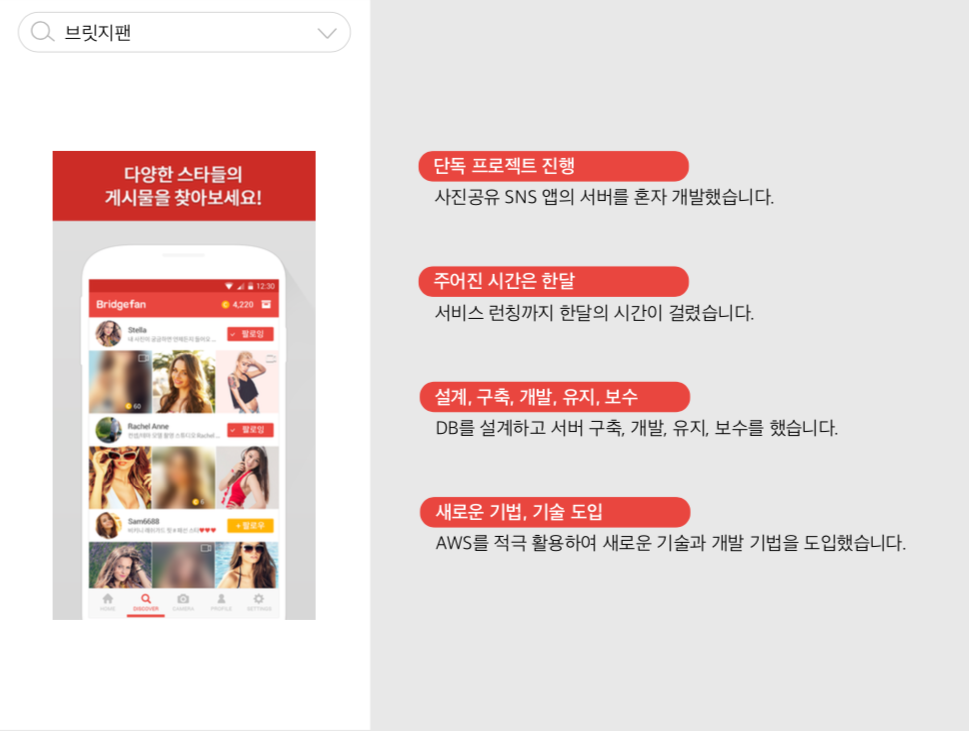 브릿지팬
다양한 스타들의
게시물을 찾아보세요!
12:30
Bridgefan
4,220
Stella
팔로잉
60
Rachel Anne
팔로잉
6
Sam6688
+ 팔로우
HOME
DISCOVER
CAMERA
PROFILE
SETTINGS
단독 프로젝트 진행
사진공유 SNS 앱의 서버를 혼자 개발했습니다.
주어진 시간은 한달
서비스 런칭까지 한달의 시간이 걸렸습니다.
설계, 구축, 개발, 유지, 보수
DB를 설계하고 서버 구축, 개발, 유지, 보수를 했습니다.
새로운 기법, 기술 도입
AWS를 적극 활용하여 새로운 기술과 개발 기법을 도입했습니다.